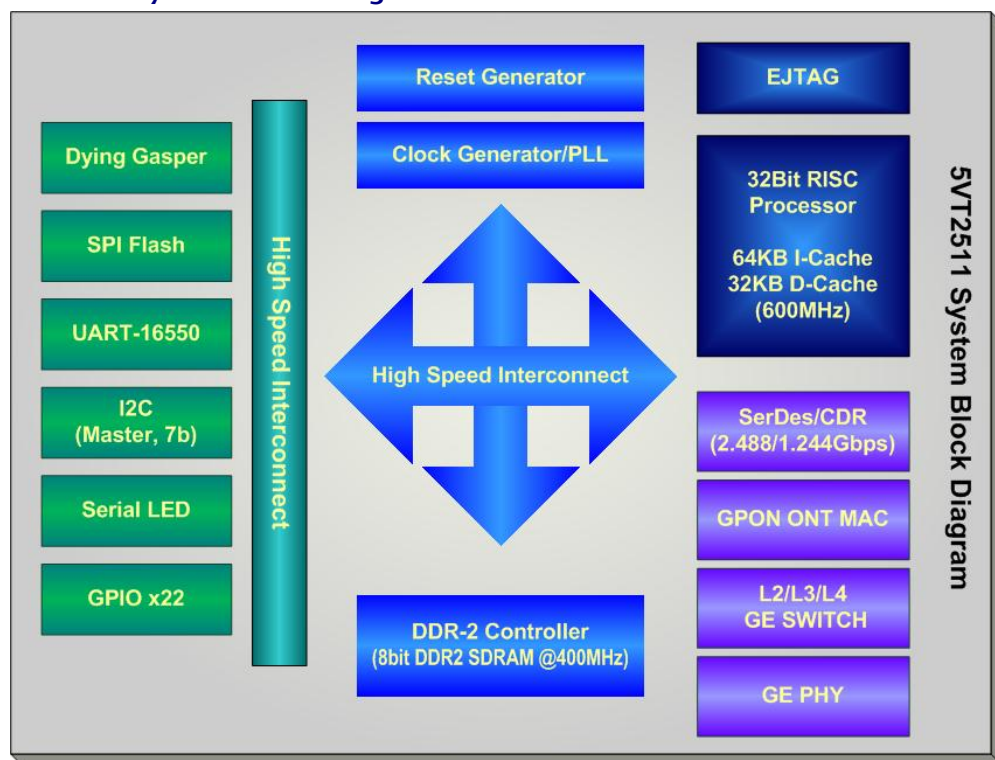 Reset Generator
Clock Generator/PLL
EJTAG
32Bit RISC
Processor
64KB I-Cache
32KB D-Cache
(600MHz)
Dying Gasper
SPI Flash
UART-16550
I2C
(Master, 7b)
Serial LED
GPIO x22
High Speed Interconnect
High Speed Interconnect
DDR-2 Controller
(8bit DDR2 SDRAM @400MHz)
SerDes/CDR
(2.488/1.244Gbps)
GPON ONT MAC
L2/L3/L4
GE SWITCH
GE PHY
5VT2511 System Block Diagram